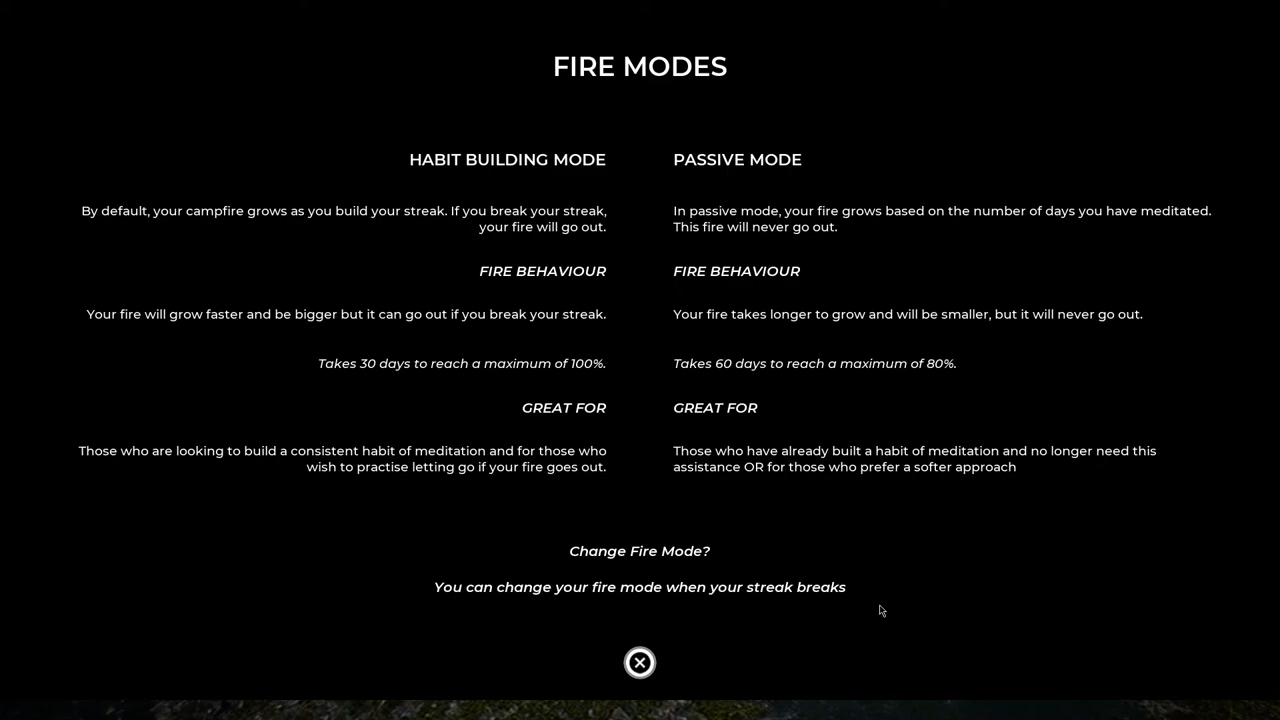 FIRE MODES
HABIT BUILDING MODE
By default, your campfire grows as you build your streak. If you break your streak,
your fire will go out.
FIRE BEHAVIOUR
Your fire will grow faster and be bigger but it can go out if you break your streak.
Takes 30 days to reach a maximum of 100%.
GREAT FOR
Those who are looking to build a consistent habit of meditation and for those who
wish to practise letting go if your fire goes out.
PASSIVE MODE
In passive mode, your fire grows based on the number of days you have meditated.
This fire will never go out.
FIRE BEHAVIOUR
Your fire takes longer to grow and will be smaller, but it will never go out.
Takes 60 days to reach a maximum of 80%.
GREAT FOR
Those who have already built a habit of meditation and no longer need this
assistance OR for those who prefer a softer approach
Change Fire Mode?
You can change your fire mode when your streak breaks